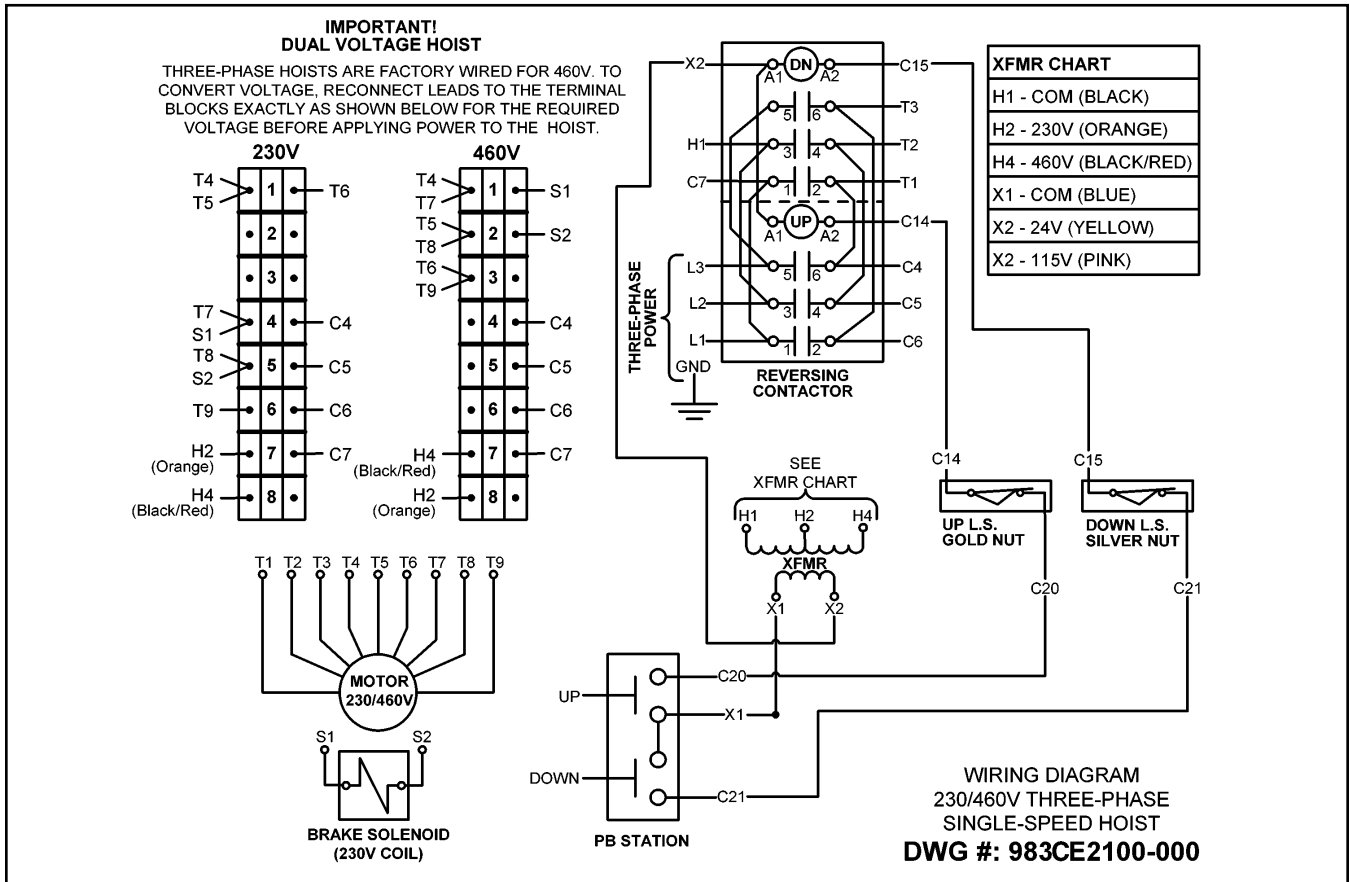 IMPORTANT!
DUAL VOLTAGE HOIST
THREE-PHASE HOISTS ARE FACTORY WIRED FOR 460V. TO
CONVERT VOLTAGE, RECONNECT LEADS TO THE TERMINAL
BLOCKS EXACTLY AS SHOWN BELOW FOR THE REQUIRED
VOLTAGE BEFORE APPLYING POWER TO THE HOIST.
230V
T4
T5
1
T6
2
3
T7
S1
4
C4
T8
S2
5
C5
T9
6
C6
H2
(Orange)
7
C7
H4
(Black/Red)
8
460V
T4
T7
1
S1
T5
T8
2
S2
T6
T9
3
4
C4
5
C5
6
C6
H4
(Black/Red)
7
C7
H2
(Orange)
8
X2
A1
DN
A2
C15
5
6
T3
H1
3
4
T2
C7
1
2
T1
A1
UP
A2
C14
THREE-PHASE
POWER
L3
5
6
C4
L2
3
4
C5
L1
1
2
C6
GND
REVERSING
CONTACTOR
XFMR CHART
H1 - COM (BLACK)
H2 - 230V (ORANGE)
H4 - 460V (BLACK/RED)
X1 - COM (BLUE)
X2 - 24V (YELLOW)
X2 - 115V (PINK)
SEE
XFMR CHART
H1
H2
H4
XFMR
X1
X2
C14
UP L.S.
GOLD NUT
C20
C15
DOWN L.S.
SILVER NUT
C21
T1
T2
T3
T4
T5
T6
T7
T8
T9
MOTOR
230/460V
S1
S2
BRAKE SOLENOID
(230V COIL)
UP
C20
X1
DOWN
C21
PB STATION
WIRING DIAGRAM
230/460V THREE-PHASE
SINGLE-SPEED HOIST
DWG #: 983CE2100-000